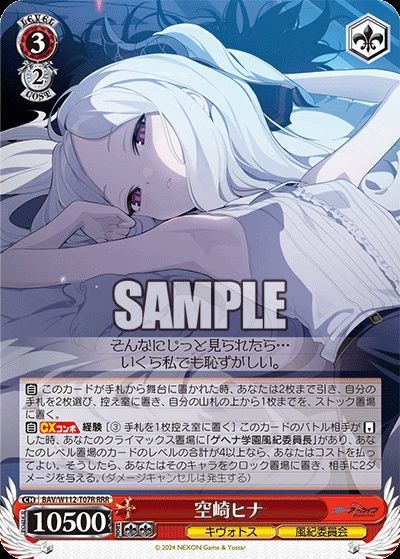 LEVEL
3
2
COST
SAMPLE
そんなにじっと見られたら…
いくら私でも恥ずかしい。
自 このカードが手札から舞台に置かれた時、あなたは2枚まで引き、自分の
手札を2枚選び、控え室に置き、自分の山札の上から1枚までを、ストック置
場に置く。
自 CXコンボ 経験 [③ 手札を1枚控え室に置く] このカードのバトル相手が
した時、あなたのクライマックス置場に「ゲヘナ学園風紀委員長」があり、あ
なたのレベル置場のカードのレベルの合計が4以上なら、あなたはコストを払っ
てよい。そうしたら、あなたはそのキャラをクロック置場に置き、相手に2ダ
メージを与える。(ダメージキャンセルは発生する)
CH BAV/W112-T07R RRR
空崎ヒナ
10500
キヴォトス
風紀委員会
© 2024 NEXON Game & Yostar